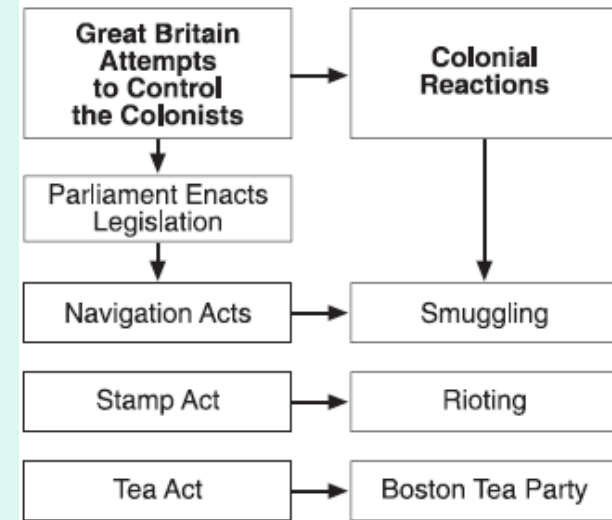 Great Britain
Attempts
to Control
the Colonists
Colonial
Reactions
Parliament Enacts
Legislation
Navigation Acts
Smuggling
Stamp Act
Rioting
Tea Act
Boston Tea Party